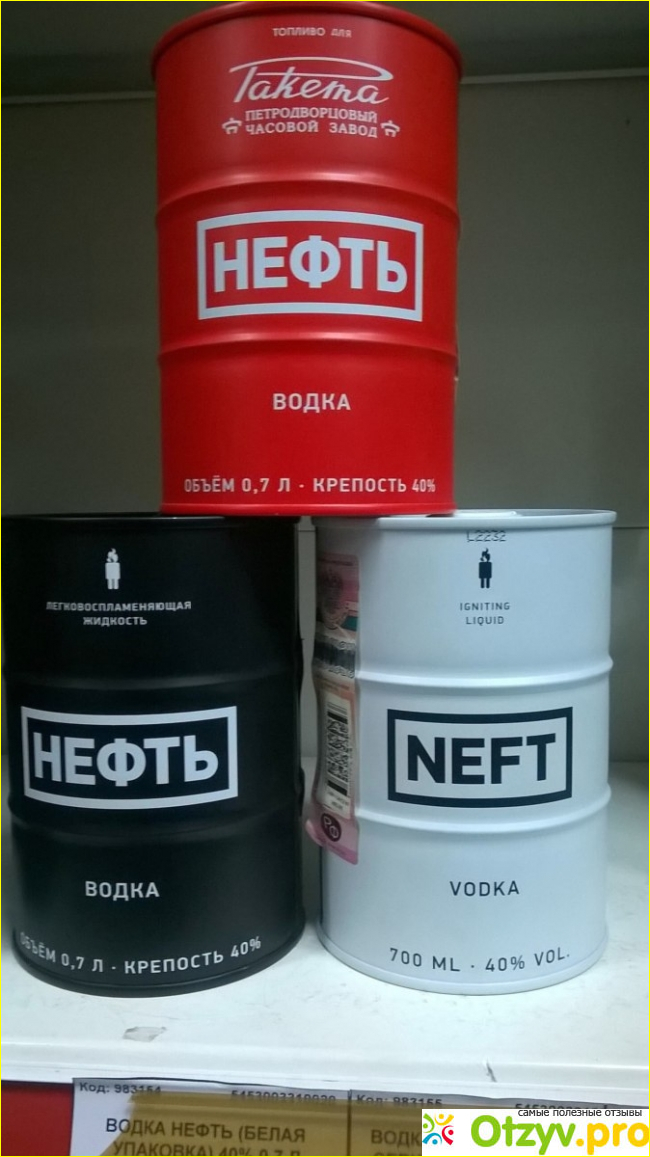 ТОПЛИВО ДЛЯ
Ракета
ПЕТРОДВОРЦОВЫЙ
ЧАСОВОЙ ЗАВОД
НЕФТЬ
ВОДКА
ОБЪЁМ 0,7 Л · КРЕПОСТЬ 40%
ЛЕГКОВОСПЛАМЕНЯЮЩАЯ
ЖИДКОСТЬ
НЕФТЬ
ВОДКА
ОБЪЁМ 0,7 Л · КРЕПОСТЬ 40%
L2232
IGNITING
LIQUID
NEFT
VODKA
700 ML · 40% VOL.
РФ
Код: 983154
Код: 983155
ВОДКА НЕФТЬ (БЕЛАЯ
УПАКОВКА) 40% 0.7 Л
самые полезные отзывы
Otzyv.pro